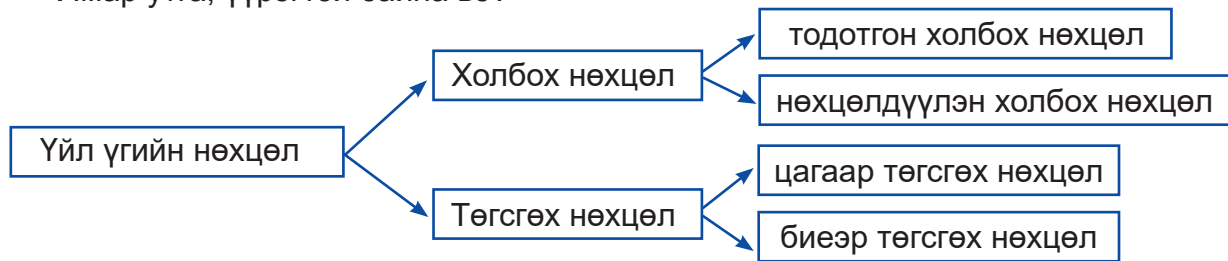 тодотгон холбох нөхцөл
Холбох нөхцөл
нөхцөлдүүлэн холбох нөхцөл
Үйл үгийн нөхцөл
цагаар төгсгөх нөхцөл
Төгсгөх нөхцөл
биеэр төгсгөх нөхцөл